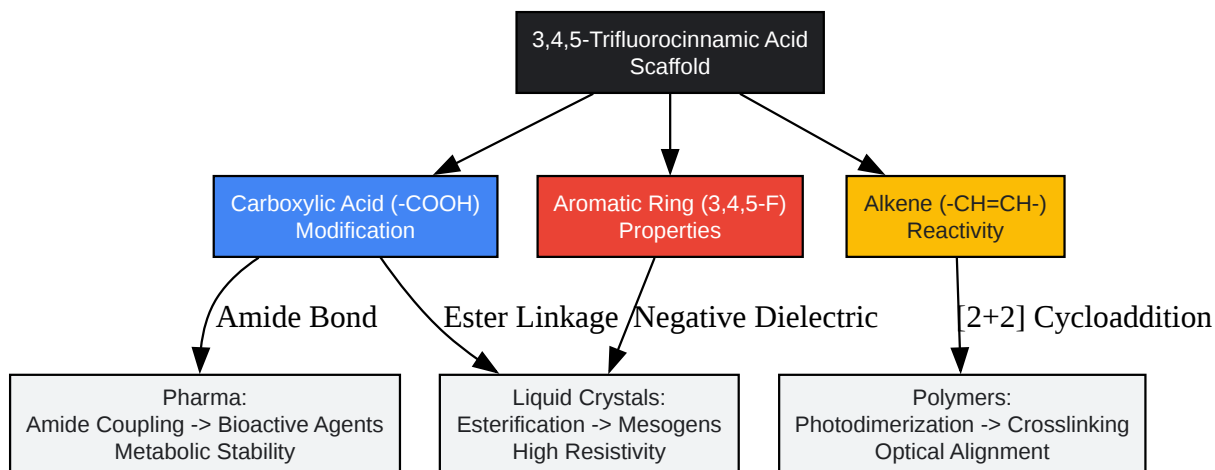 3,4,5-Trifluorocinnamic Acid
Scaffold
Carboxylic Acid (-COOH)
Modification
Aromatic Ring (3,4,5-F)
Properties
Alkene (-CH=CH-)
Reactivity
Amide Bond
Ester Linkage
Negative Dielectric
[2+2] Cycloaddition
Pharma:
Amide Coupling -> Bioactive Agents
Metabolic Stability
Liquid Crystals:
Esterification -> Mesogens
High Resistivity
Polymers:
Photodimerization -> Crosslinking
Optical Alignment